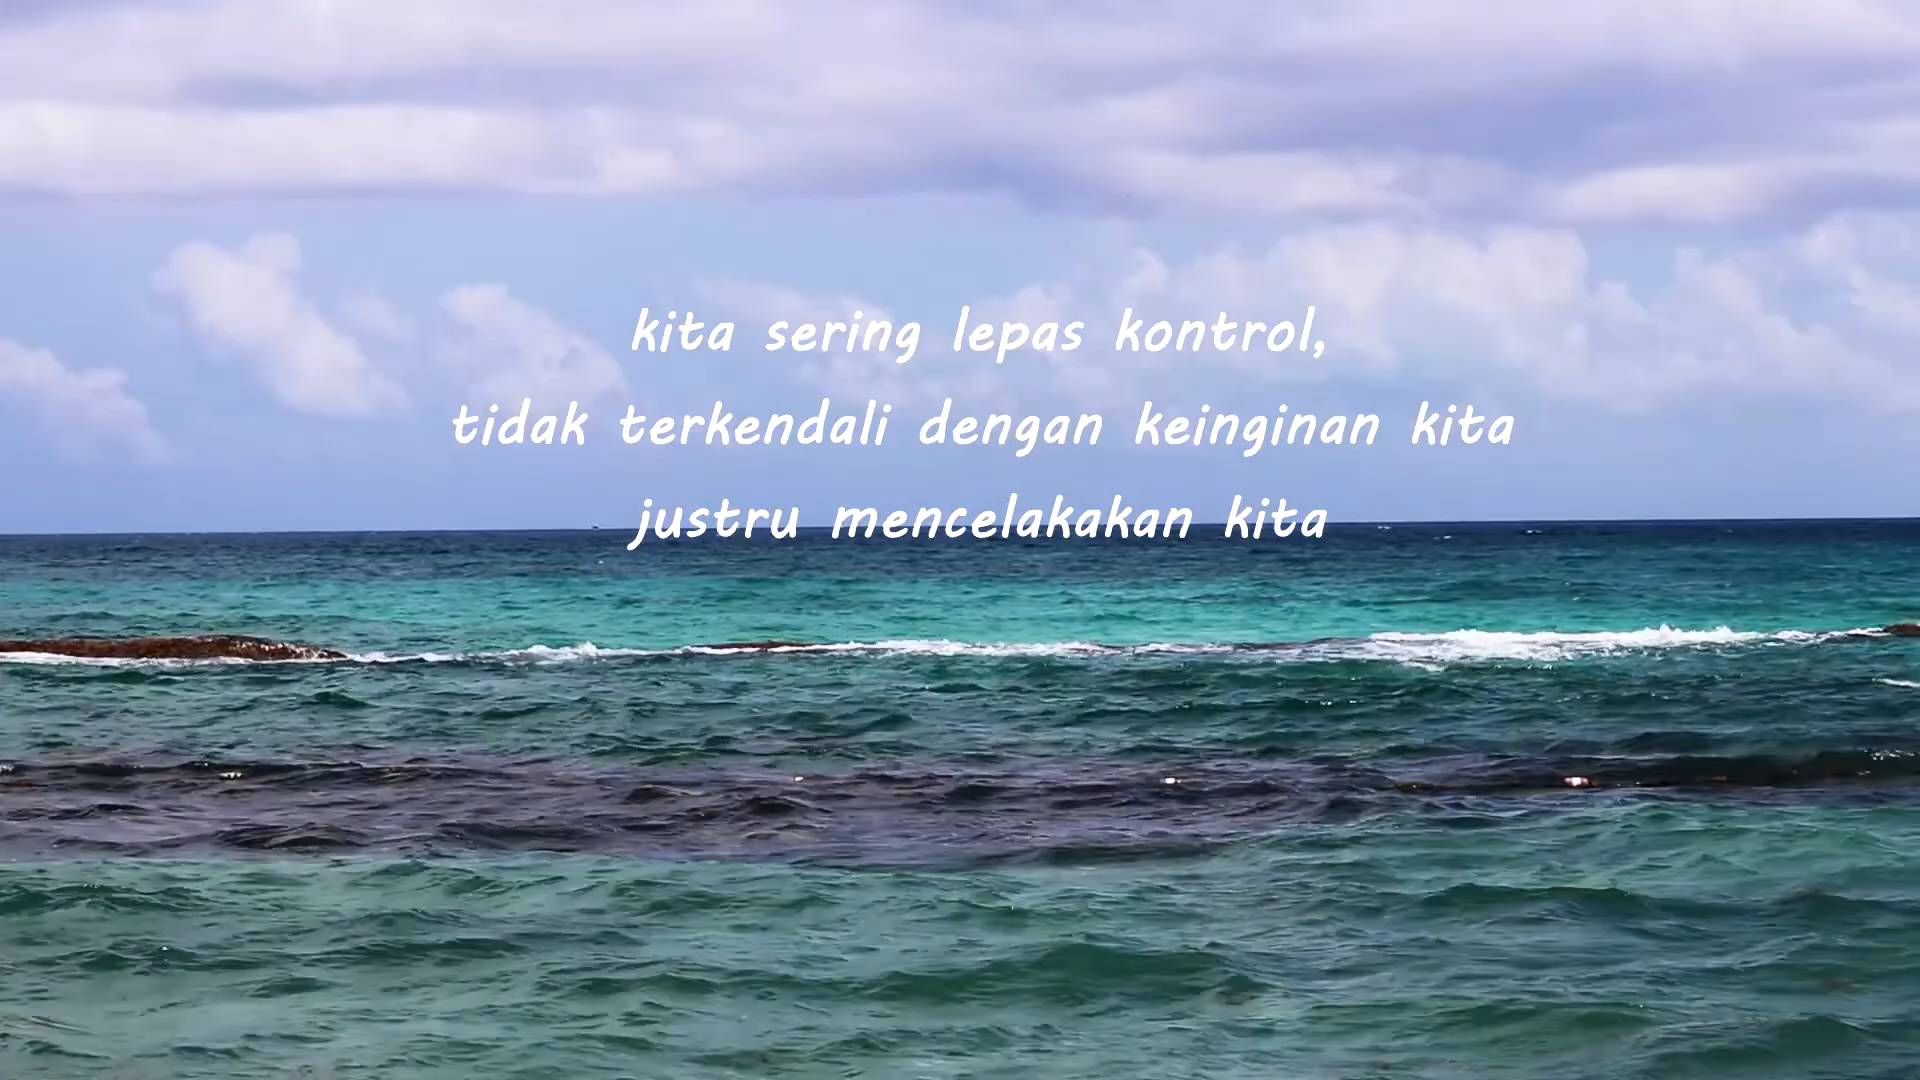 kita sering lepas kontrol,
tidak terkendali dengan keinginan kita
justru mencelakakan kita